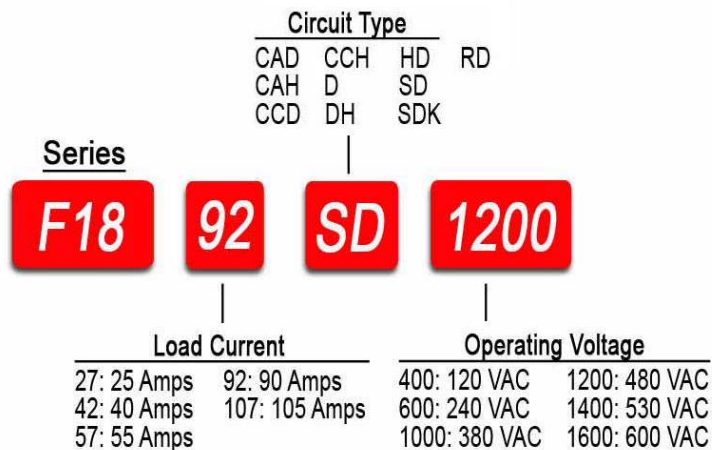 Circuit Type
CAD CCH HD RD
CAH D SD
CCD DH SDK
Series
F18 92 SD 1200
Load Current
27: 25 Amps 92: 90 Amps
42: 40 Amps 107: 105 Amps
57: 55 Amps
Operating Voltage
400: 120 VAC 1200: 480 VAC
600: 240 VAC 1400: 530 VAC
1000: 380 VAC 1600: 600 VAC